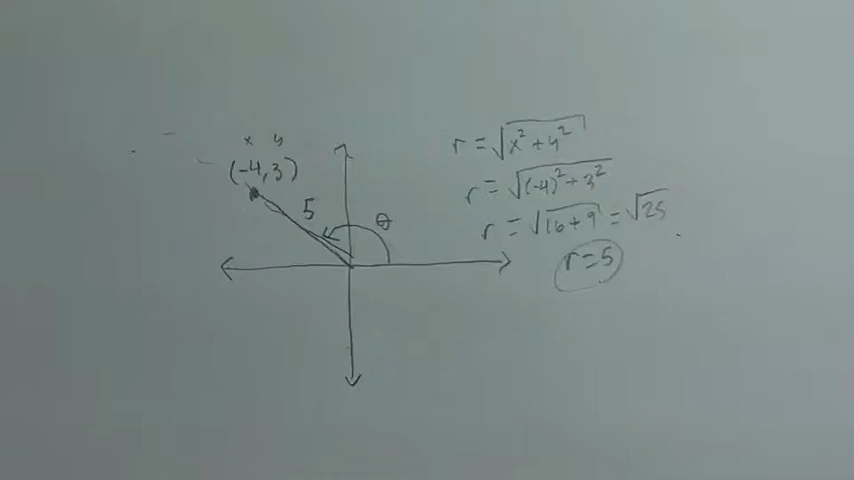 x y
(-4,3)
5
θ
r = √x² + y²
r = √(-4)² + 3²
r = √16 + 9 = √25
r = 5